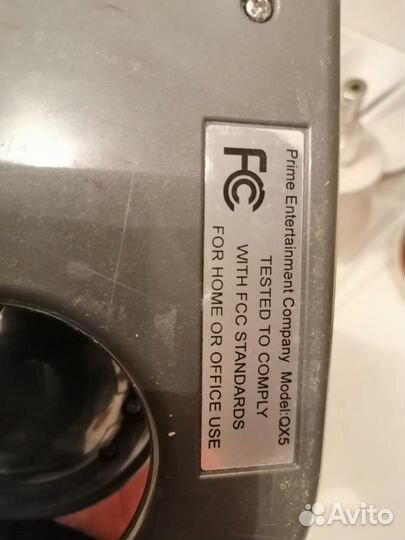 Prime Entertainment Company Model:QX5
FC
TESTED TO COMPLY
WITH FCC STANDARDS
FOR HOME OR OFFICE USE
Avito